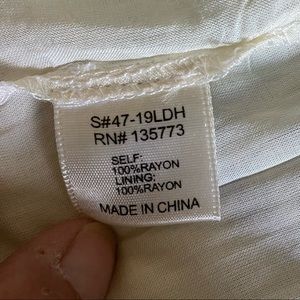 S#47-19LDH
RN# 135773
SELF:
100%RAYON
LINING:
100%RAYON
MADE IN CHINA